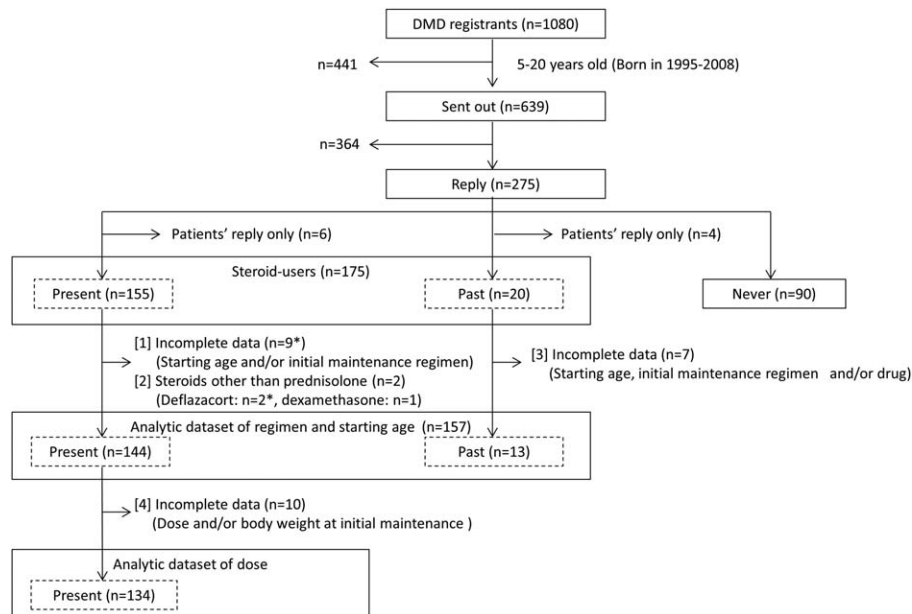 DMD registrants (n=1080)
n=441
5-20 years old (Born in 1995-2008)
Sent out (n=639)
n=364
Reply (n=275)
Patients’ reply only (n=6)
Patients’ reply only (n=4)
Steroid-users (n=175)
Present (n=155)
Past (n=20)
Never (n=90)
[1] Incomplete data (n=9*)
(Starting age and/or initial maintenance regimen)
[2] Steroids other than prednisolone (n=2)
(Deflazacort: n=2*, dexamethasone: n=1)
[3] Incomplete data (n=7)
(Starting age, initial maintenance regimen and/or drug)
Analytic dataset of regimen and starting age (n=157)
Present (n=144)
Past (n=13)
[4] Incomplete data (n=10)
(Dose and/or body weight at initial maintenance )
Analytic dataset of dose
Present (n=134)